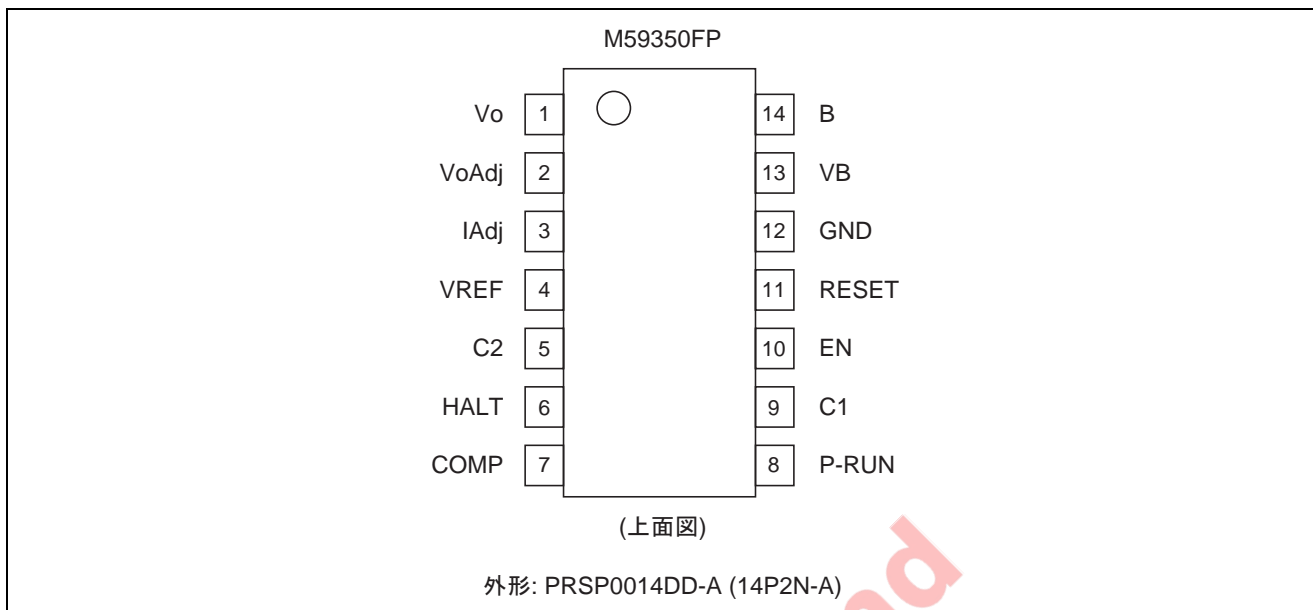 M59350FP
Vo 1 14 B
VoAdj 2 13 VB
IAdj 3 12 GND
VREF 4 11 RESET
C2 5 10 EN
HALT 6 9 C1
COMP 7 8 P-RUN
(上面図)
外形: PRSP0014DD-A (14P2N-A)